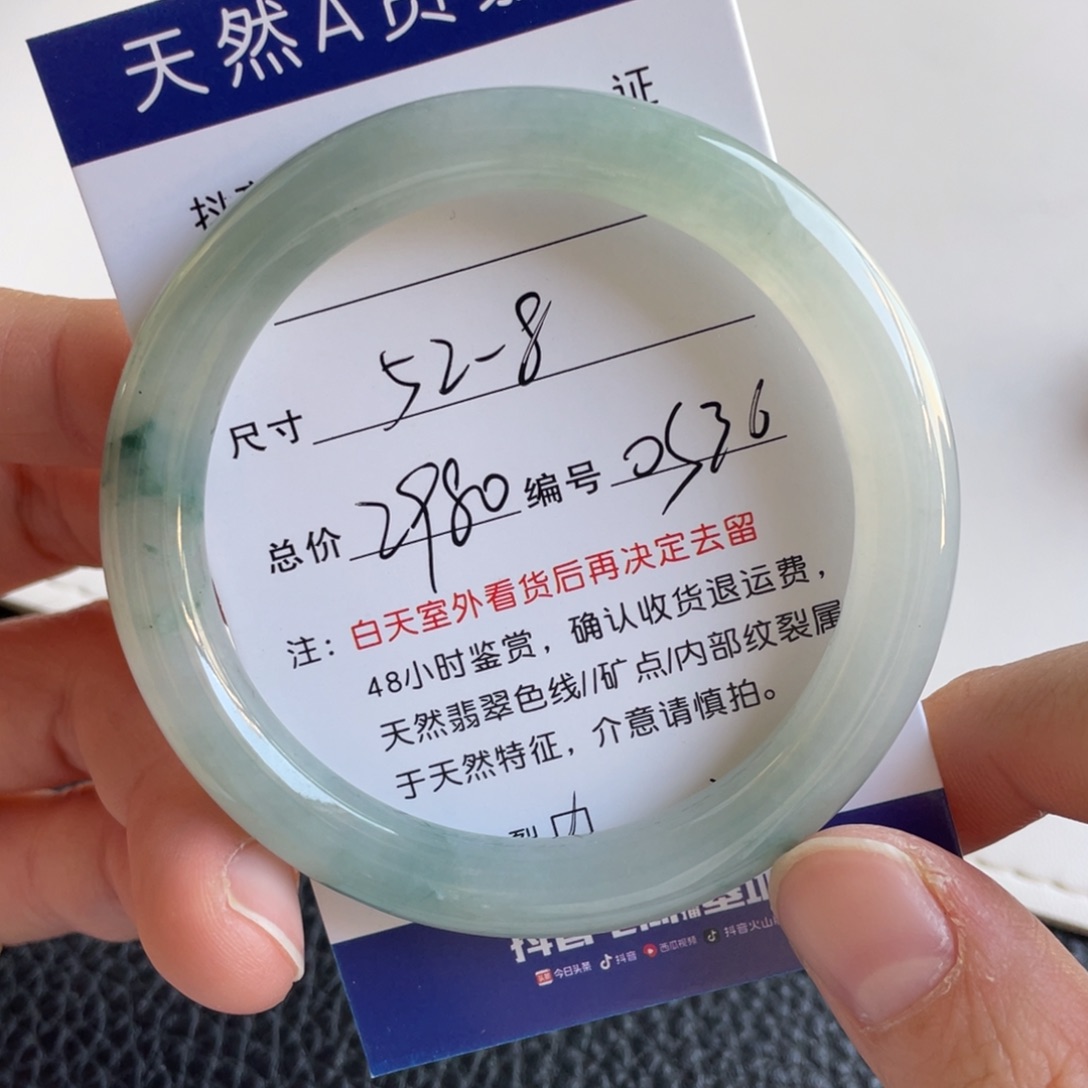 天然A货
证
尺寸 52-8
总价 2980 编号 0536
注：白天室外看货后再决定去留
48小时鉴赏，确认收货退运费，
天然翡翠色线//矿点/内部纹裂属
于天然特征，介意请慎拍。
今日头条 抖音 西瓜视频 抖音火山